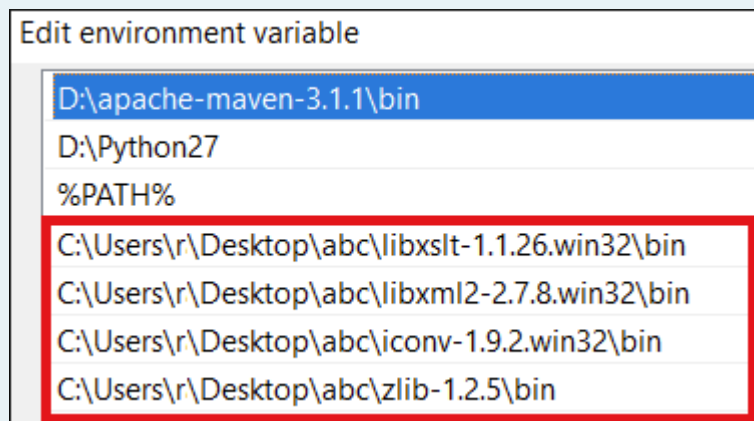 Edit environment variable
D:\apache-maven-3.1.1\bin
D:\Python27
%PATH%
C:\Users\r\Desktop\abc\libxslt-1.1.26.win32\bin
C:\Users\r\Desktop\abc\libxml2-2.7.8.win32\bin
C:\Users\r\Desktop\abc\iconv-1.9.2.win32\bin
C:\Users\r\Desktop\abc\zlib-1.2.5\bin